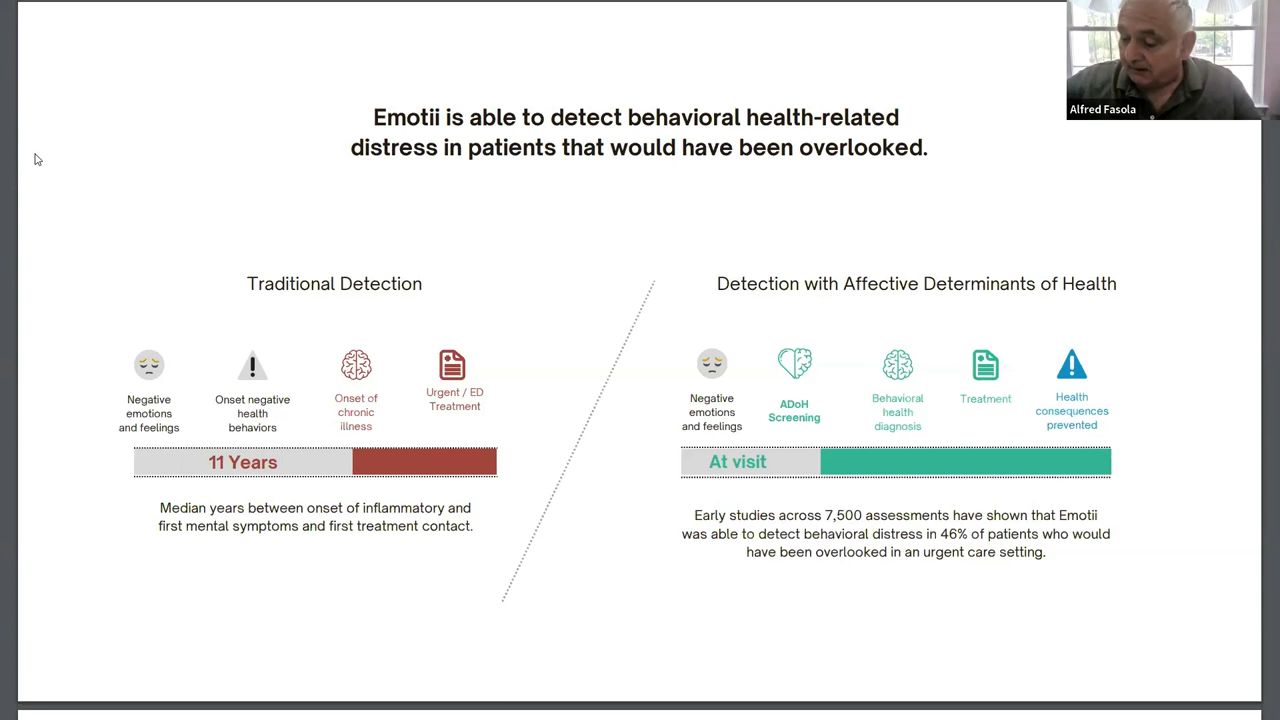 Alfred Fasola
Emotii is able to detect behavioral health-related
distress in patients that would have been overlooked.
Traditional Detection
Negative
emotions
and feelings
Onset negative
health
behaviors
Onset of
chronic
illness
Urgent / ED
Treatment
11 Years
Median years between onset of inflammatory and
first mental symptoms and first treatment contact.
Detection with Affective Determinants of Health
Negative
emotions
and feelings
ADoH
Screening
Behavioral
health
diagnosis
Treatment
Health
consequences
prevented
At visit
Early studies across 7,500 assessments have shown that Emotii
was able to detect behavioral distress in 46% of patients who would
have been overlooked in an urgent care setting.